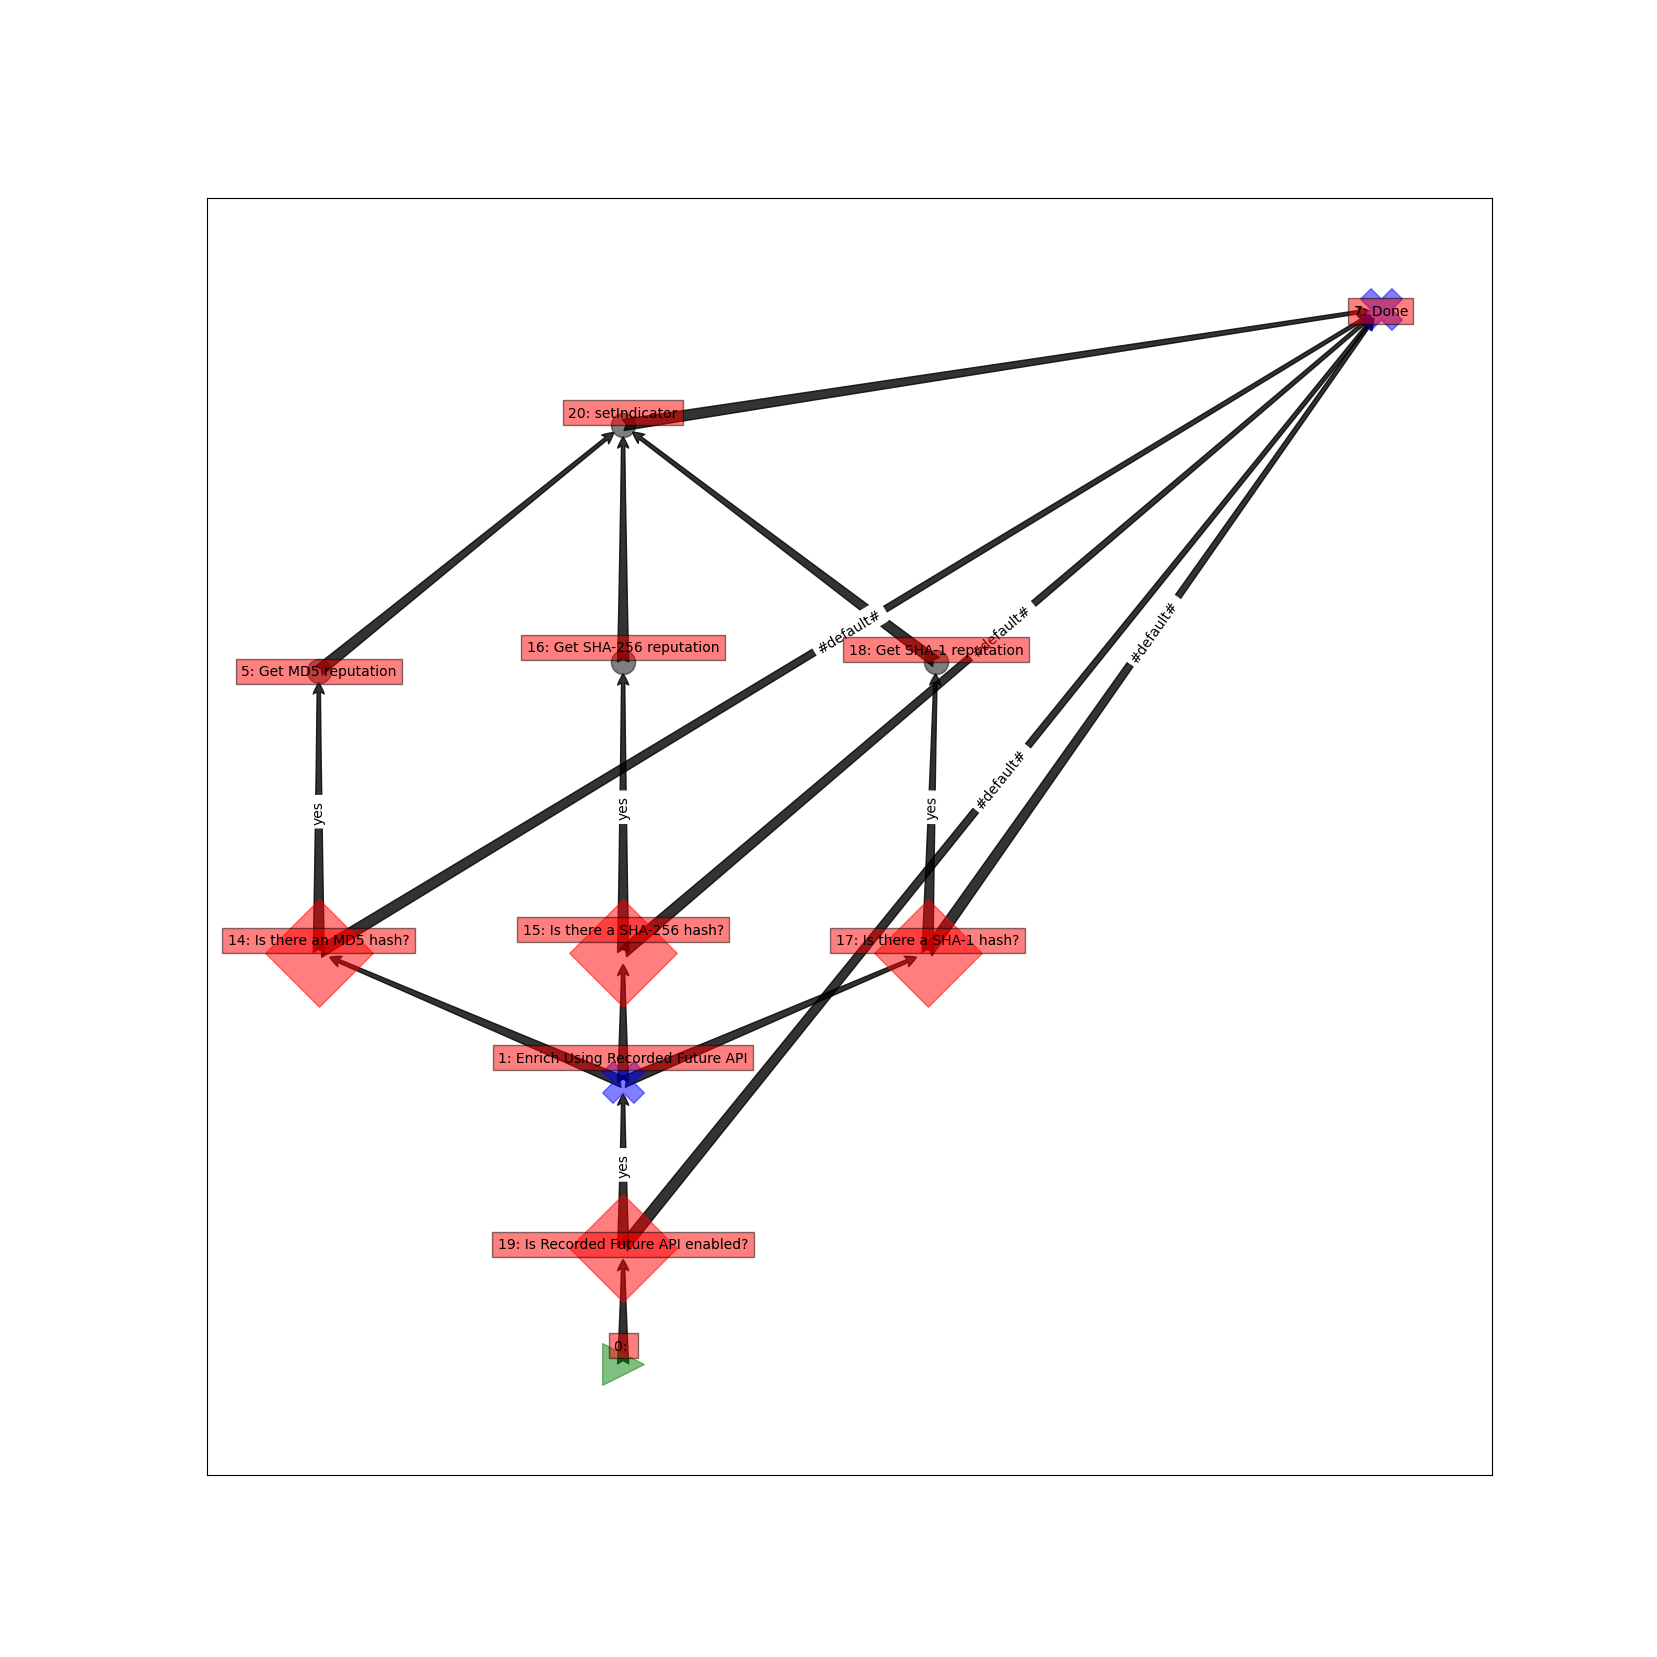 7: Done
20: setIndicator
#default#
#default#
#default#
16: Get SHA-256 reputation
18: Get SHA-1 reputation
5: Get MD5 reputation
#default#
yes
yes
yes
15: Is there a SHA-256 hash?
14: Is there an MD5 hash?
17: Is there a SHA-1 hash?
1: Enrich Using Recorded Future API
yes
19: Is Recorded Future API enabled?
0: